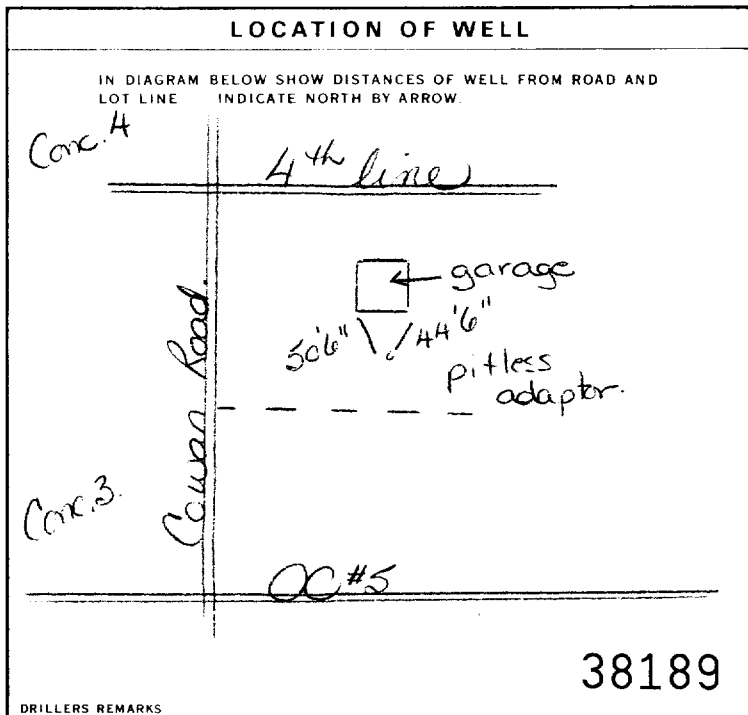 LOCATION OF WELL
IN DIAGRAM BELOW SHOW DISTANCES OF WELL FROM ROAD AND
LOT LINE INDICATE NORTH BY ARROW.
Conc. 4
4th line
garage
50'6" 44'6"
pitless
adaptor.
Cowan Road.
Conc. 3.
OC #5
38189
DRILLERS REMARKS